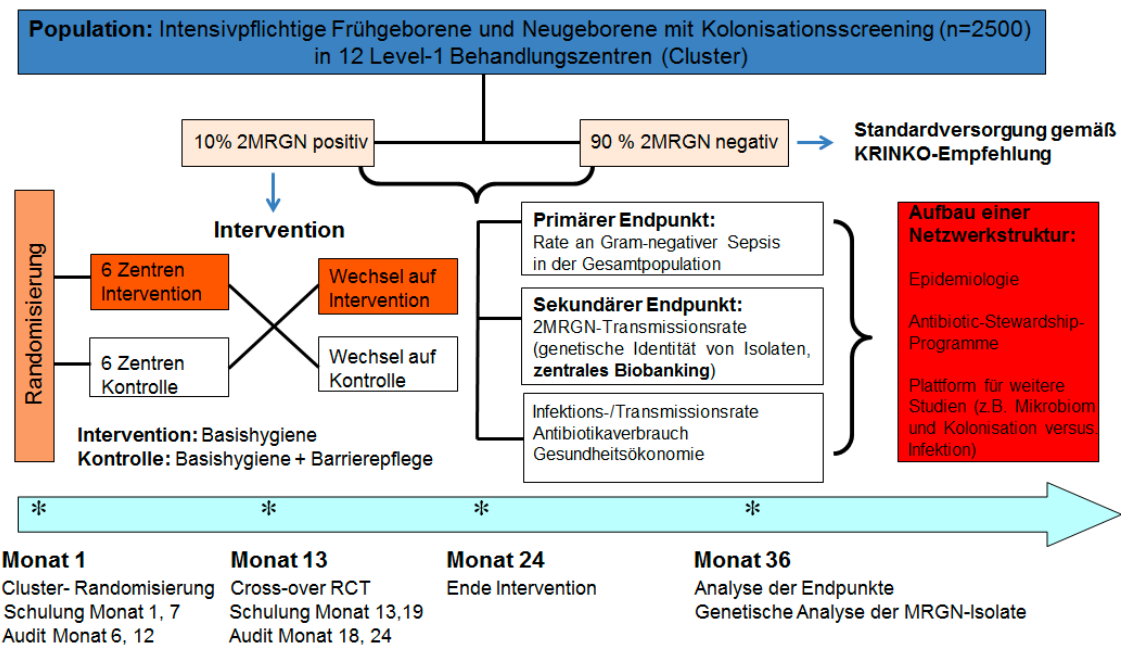 Population: Intensivpflichtige Frühgeborene und Neugeborene mit Kolonisationsscreening (n=2500)
in 12 Level-1 Behandlungszentren (Cluster)
10% 2MRGN positiv
90 % 2MRGN negativ
Standardversorgung gemäß
KRINKO-Empfehlung
Randomisierung
Intervention
6 Zentren
Intervention
Wechsel auf
Intervention
6 Zentren
Kontrolle
Wechsel auf
Kontrolle
Intervention: Basishygiene
Kontrolle: Basishygiene + Barrierepflege
Primärer Endpunkt:
Rate an Gram-negativer Sepsis
in der Gesamtpopulation
Sekundärer Endpunkt:
2MRGN-Transmissionsrate
(genetische Identität von Isolaten,
zentrales Biobanking)
Infektions-/Transmissionsrate
Antibiotikaverbrauch
Gesundheitsökonomie
Aufbau einer
Netzwerkstruktur:
Epidemiologie
Antibiotic-Stewardship-
Programme
Plattform für weitere
Studien (z.B. Mikrobiom
und Kolonisation versus.
Infektion)
* * * *
Monat 1
Cluster- Randomisierung
Schulung Monat 1, 7
Audit Monat 6, 12
Monat 13
Cross-over RCT
Schulung Monat 13,19
Audit Monat 18, 24
Monat 24
Ende Intervention
Monat 36
Analyse der Endpunkte
Genetische Analyse der MRGN-Isolate